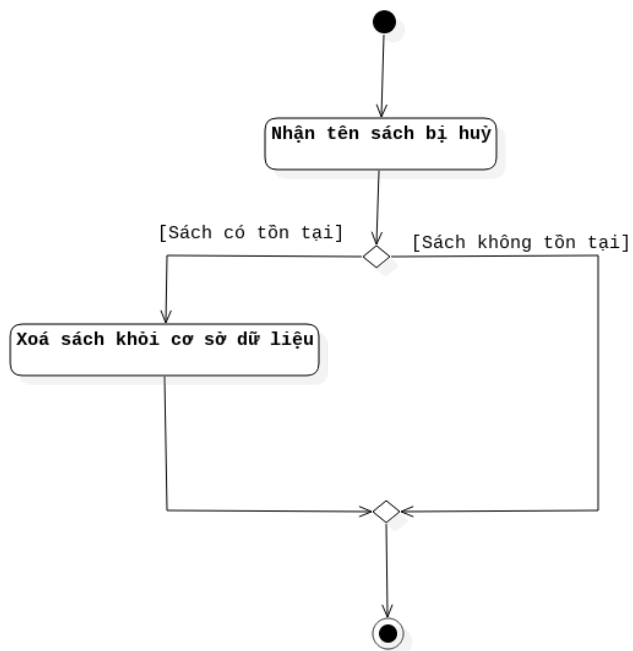 Nhận tên sách bị huỷ
[Sách có tồn tại]
[Sách không tồn tại]
Xoá sách khỏi cơ sở dữ liệu